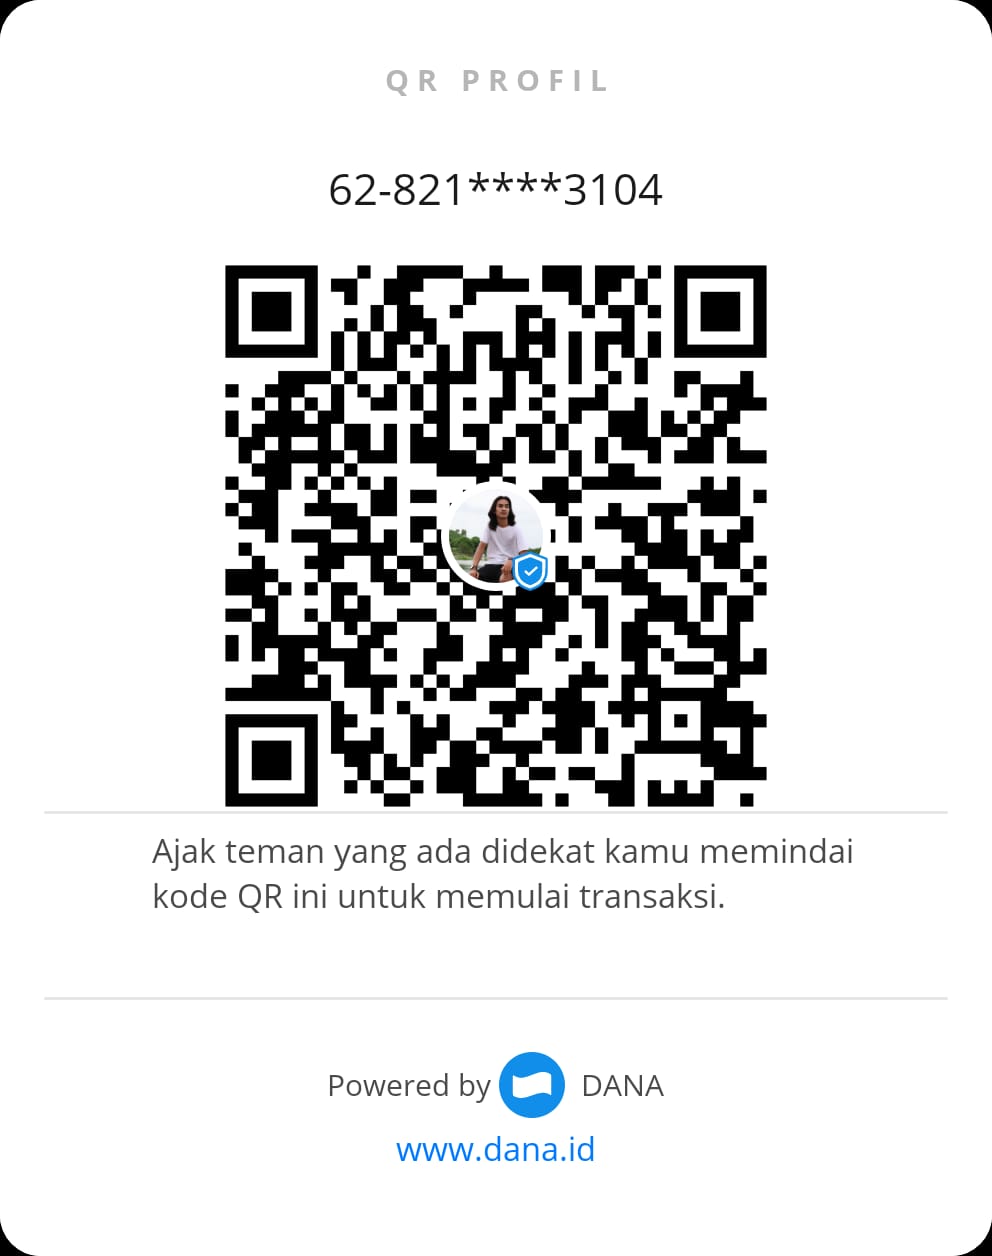 QR PROFIL
62-821****3104
Ajak teman yang ada didekat kamu memindai
kode QR ini untuk memulai transaksi.
Powered by DANA
www.dana.id